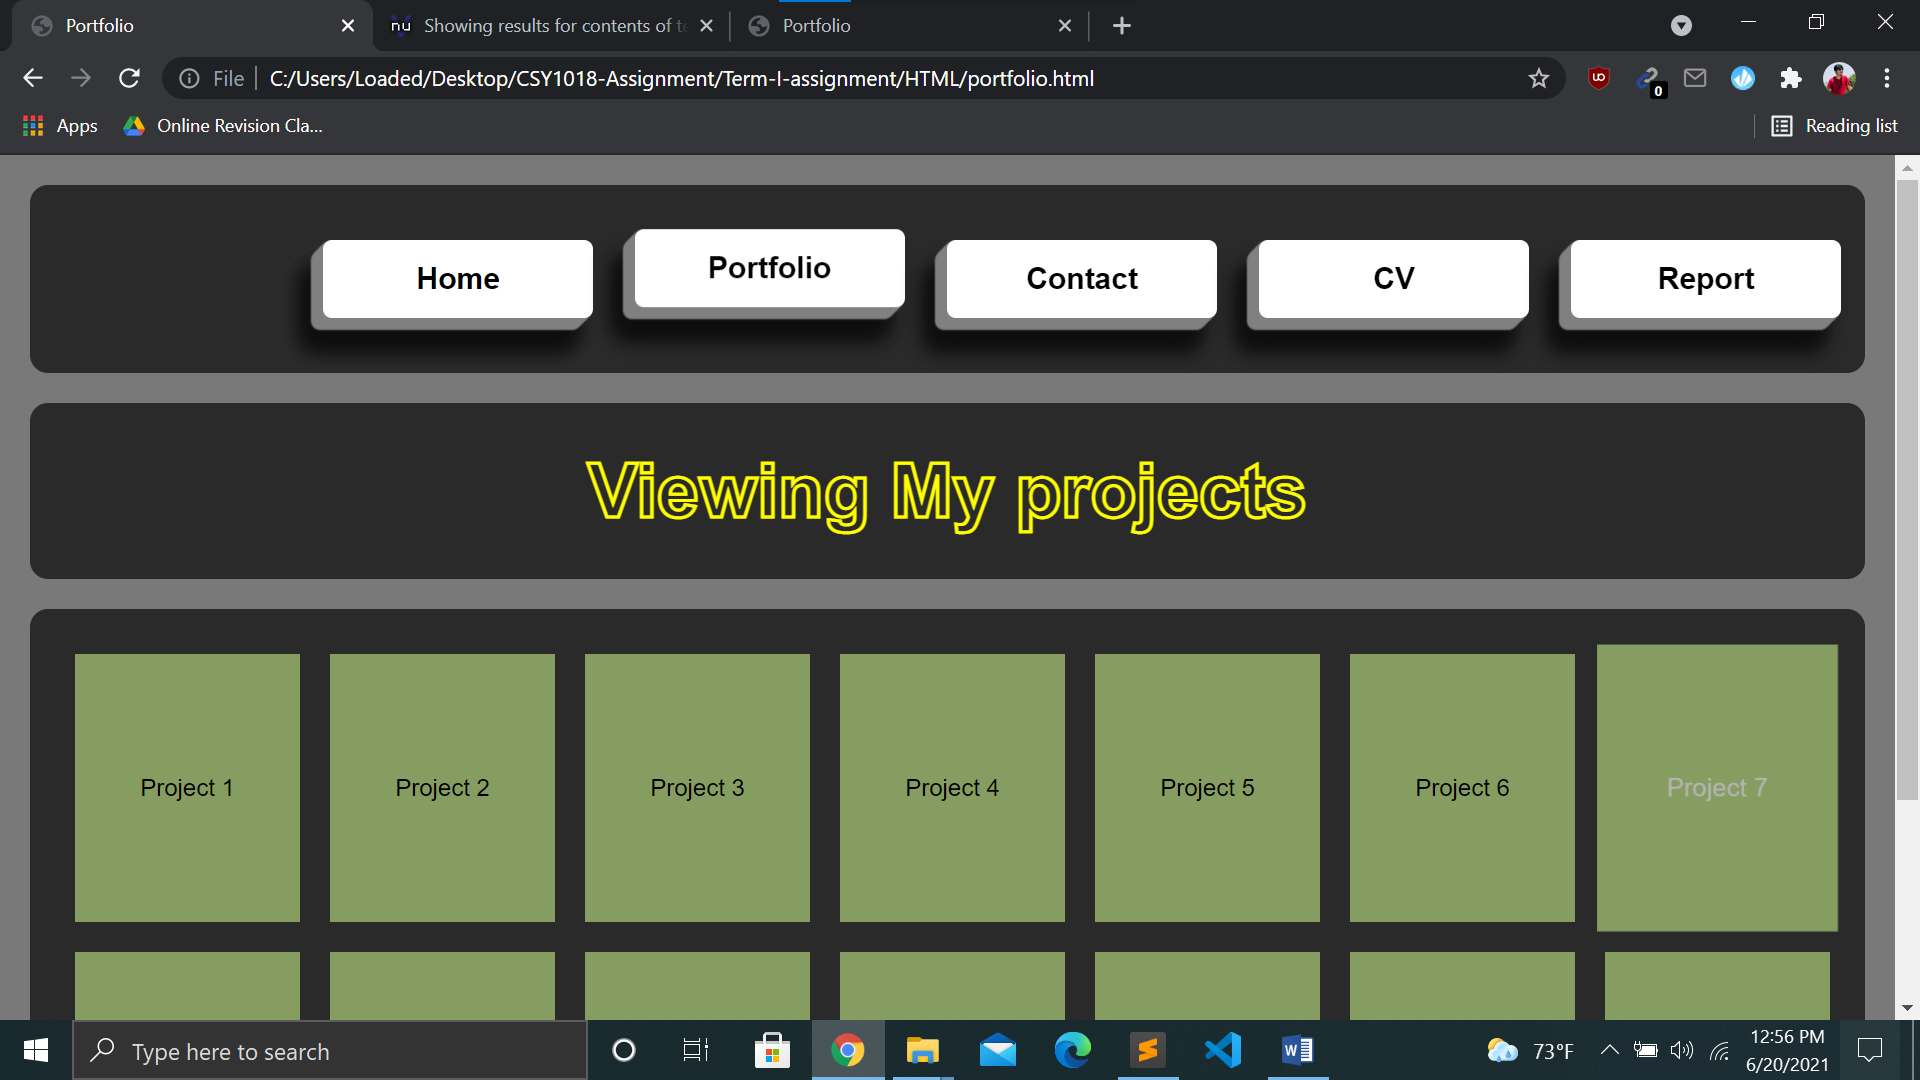 Portfolio
nu Showing results for contents of te
Portfolio
File C:/Users/Loaded/Desktop/CSY1018-Assignment/Term-I-assignment/HTML/portfolio.html
0
Apps Online Revision Cla... Reading list
Home Portfolio Contact CV Report
Viewing My projects
Project 1 Project 2 Project 3 Project 4 Project 5 Project 6 Project 7
Type here to search
73°F
12:56 PM
6/20/2021